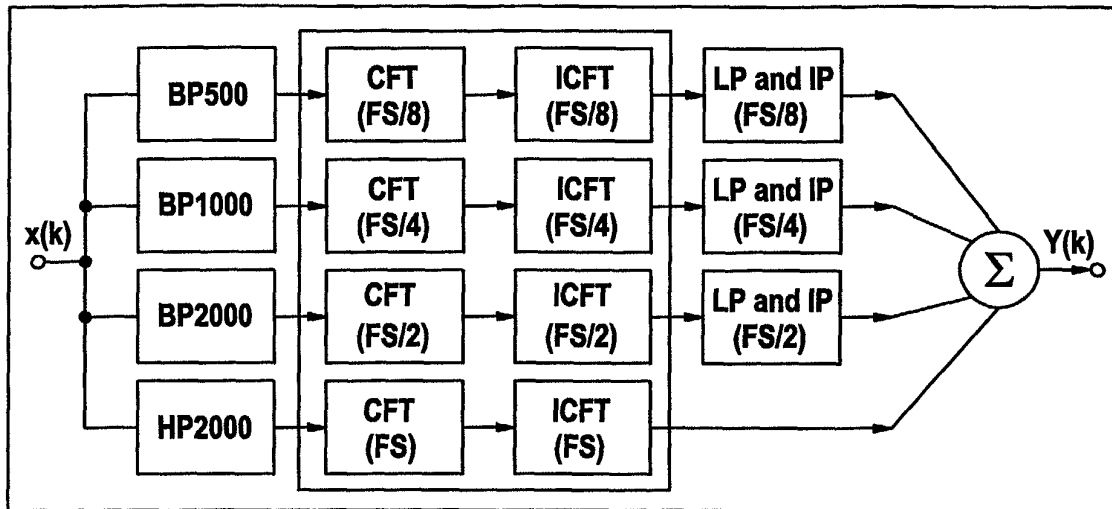 BP500
CFT
(FS/8)
ICFT
(FS/8)
LP and IP
(FS/8)
BP1000
CFT
(FS/4)
ICFT
(FS/4)
LP and IP
(FS/4)
x(k)
Σ
Y(k)
BP2000
CFT
(FS/2)
ICFT
(FS/2)
LP and IP
(FS/2)
HP2000
CFT
(FS)
ICFT
(FS)